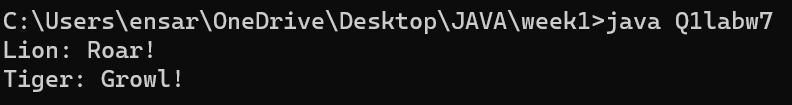 C:\Users\ensar\OneDrive\Desktop\JAVA\week1>java Q1labw7
Lion: Roar!
Tiger: Growl!